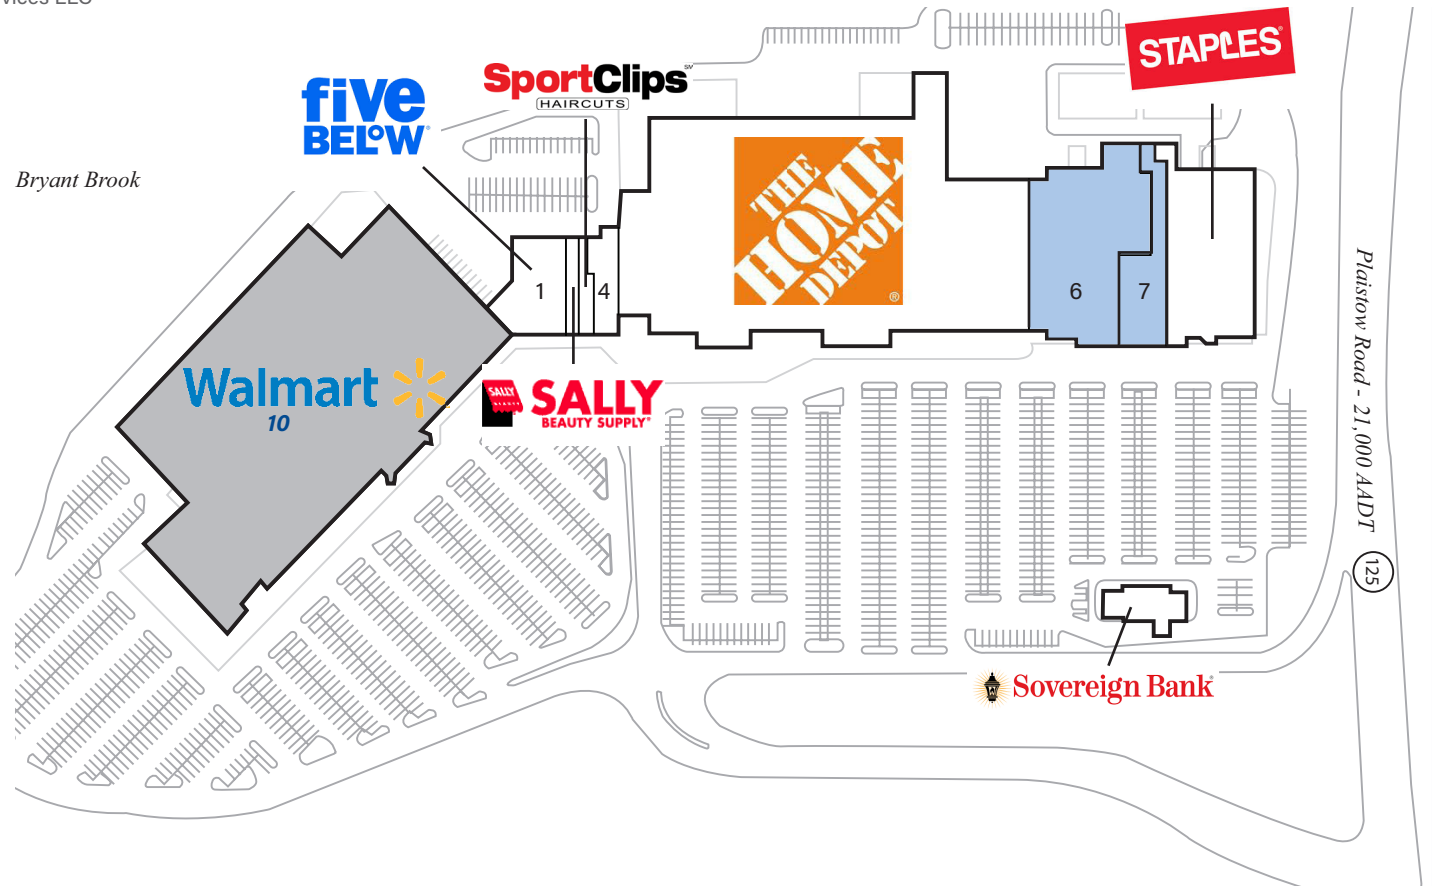 STAPLES
SportClips
HAIRCUTS
five
BELOW
THE
HOME
DEPOT
Bryant Brook
1
4
6
7
Walmart
10
SALLY
SALLY
BEAUTY SUPPLY
Plaistow Road - 21,000 AADT
125
Sovereign Bank